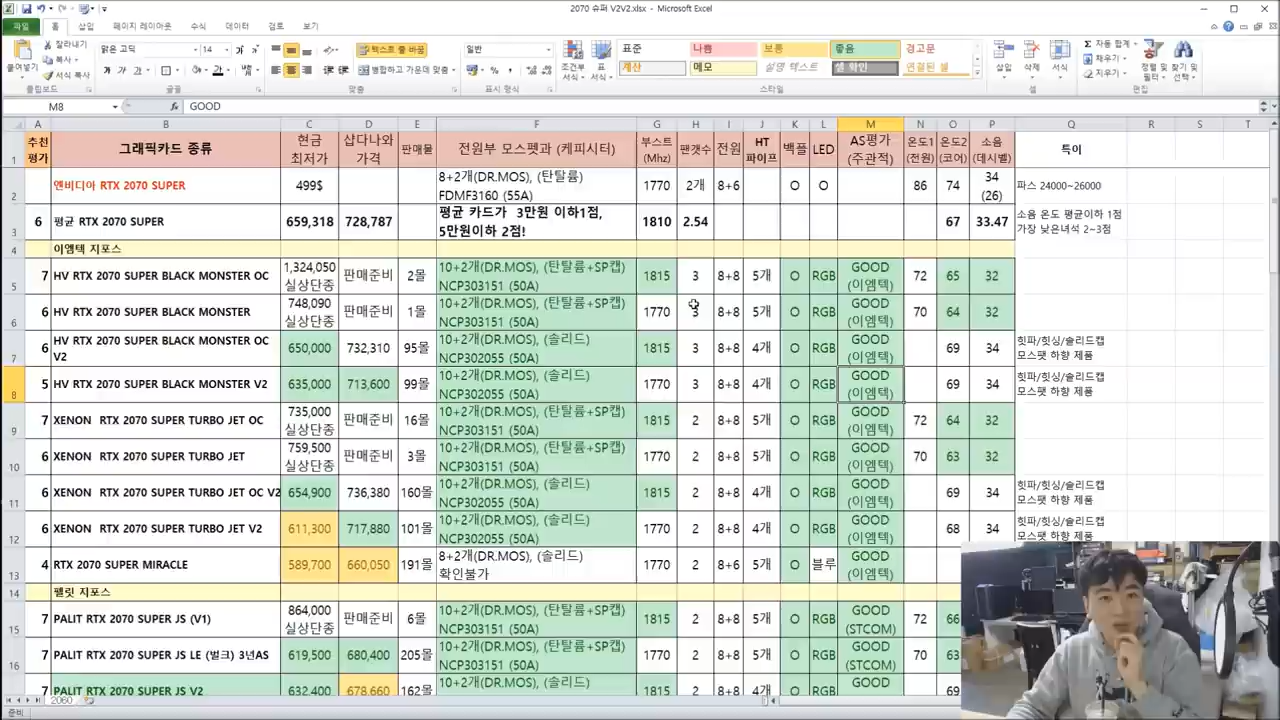 2070 슈퍼 V2V2.xlsx - Microsoft Excel
파일 홈 삽입 페이지 레이아웃 수식 데이터 검토 보기
붙여넣기 잘라내기 복사 서식 복사 클립보드
맑은 고딕 14 글꼴
텍스트 줄 바꿈 병합하고 가운데 맞춤 맞춤
일반 표시 형식
조건부 서식 표 서식
표준 나쁨 보통 좋음 경고문
계산 메모 설명 텍스트 셀 확인 연결된 셀
스타일
삽입 삭제 서식 셀
자동 합계 채우기 지우기 정렬 및 필터 찾기 및 선택 편집
M8 fx GOOD
A B C D E F G H I J K L M N O P Q R S T
1 추천 평가 그래픽카드 종류 현금 최저가 샵다나와 가격 판매몰 전원부 모스펫과 (케피시터) 부스트 (Mhz) 팬갯수 전원 HT 파이프 백플 LED AS평가 (주관적) 온도1 (전원) 온도2 (코어) 소음 (데시벨) 특이
2 엔비디아 RTX 2070 SUPER 499$ 8+2개(DR.MOS), (탄탈륨) FDMF3160 (55A) 1770 2개 8+6 O O 86 74 34 (26) 파스 24000~26000
3 6 평균 RTX 2070 SUPER 659,318 728,787 평균 카드가 3만원 이하1점, 5만원이하 2점! 1810 2.54 67 33.47 소음 온도 평균이하 1점 가장 낮은녀석 2~3점
4 이엠텍 지포스
5 7 HV RTX 2070 SUPER BLACK MONSTER OC 1,324,050 실상단종 판매준비 2몰 10+2개(DR.MOS), (탄탈륨+SP캡) NCP303151 (50A) 1815 3 8+8 5개 O RGB GOOD (이엠텍) 72 65 32
6 6 HV RTX 2070 SUPER BLACK MONSTER 748,090 실상단종 판매준비 1몰 10+2개(DR.MOS), (탄탈륨+SP캡) NCP303151 (50A) 1770 3 8+8 5개 O RGB GOOD (이엠텍) 70 64 32
7 6 HV RTX 2070 SUPER BLACK MONSTER OC V2 650,000 732,310 95몰 10+2개(DR.MOS), (솔리드) NCP302055 (50A) 1815 3 8+8 4개 O RGB GOOD (이엠텍) 69 34 힛파/힛싱/솔리드캡 모스팻 하향 제품
8 5 HV RTX 2070 SUPER BLACK MONSTER V2 635,000 713,600 99몰 10+2개(DR.MOS), (솔리드) NCP302055 (50A) 1770 3 8+8 4개 O RGB GOOD (이엠텍) 69 34 힛파/힛싱/솔리드캡 모스팻 하향 제품
9 7 XENON RTX 2070 SUPER TURBO JET OC 735,000 실상단종 판매준비 16몰 10+2개(DR.MOS), (탄탈륨+SP캡) NCP303151 (50A) 1815 2 8+8 5개 O RGB GOOD (이엠텍) 72 64 32
10 6 XENON RTX 2070 SUPER TURBO JET 759,500 실상단종 판매준비 3몰 10+2개(DR.MOS), (탄탈륨+SP캡) NCP303151 (50A) 1770 2 8+8 5개 O RGB GOOD (이엠텍) 70 63 32
11 6 XENON RTX 2070 SUPER TURBO JET OC V2 654,900 736,380 160몰 10+2개(DR.MOS), (솔리드) NCP302055 (50A) 1815 2 8+8 4개 O RGB GOOD (이엠텍) 69 34 힛파/힛싱/솔리드캡 모스팻 하향 제품
12 6 XENON RTX 2070 SUPER TURBO JET V2 611,300 717,880 101몰 10+2개(DR.MOS), (솔리드) NCP302055 (50A) 1770 2 8+8 4개 O RGB GOOD (이엠텍) 68 34 힛파/힛싱/솔리드캡 모스팻 하향 제품
13 4 RTX 2070 SUPER MIRACLE 589,700 660,050 191몰 8+2개(DR.MOS), (솔리드) 확인불가 1770 2 8+6 5개 O 블루 GOOD (이엠텍)
14 펠릿 지포스
15 7 PALIT RTX 2070 SUPER JS (V1) 864,000 실상단종 판매준비 6몰 10+2개(DR.MOS), (탄탈륨+SP캡) NCP303151 (50A) 1815 2 8+8 5개 O RGB GOOD (STCOM) 72 66
16 7 PALIT RTX 2070 SUPER JS LE (벌크) 3년AS 619,500 680,400 205몰 10+2개(DR.MOS), (탄탈륨+SP캡) NCP303151 (50A) 1770 2 8+8 5개 O RGB GOOD (STCOM) 70 63
7 PALIT RTX 2070 SUPER JS V2 632,400 678,660 162몰 10+2개(DR.MOS), (솔리드) 1815 2 8+8 4개 O RGB GOOD 69
2060
준비